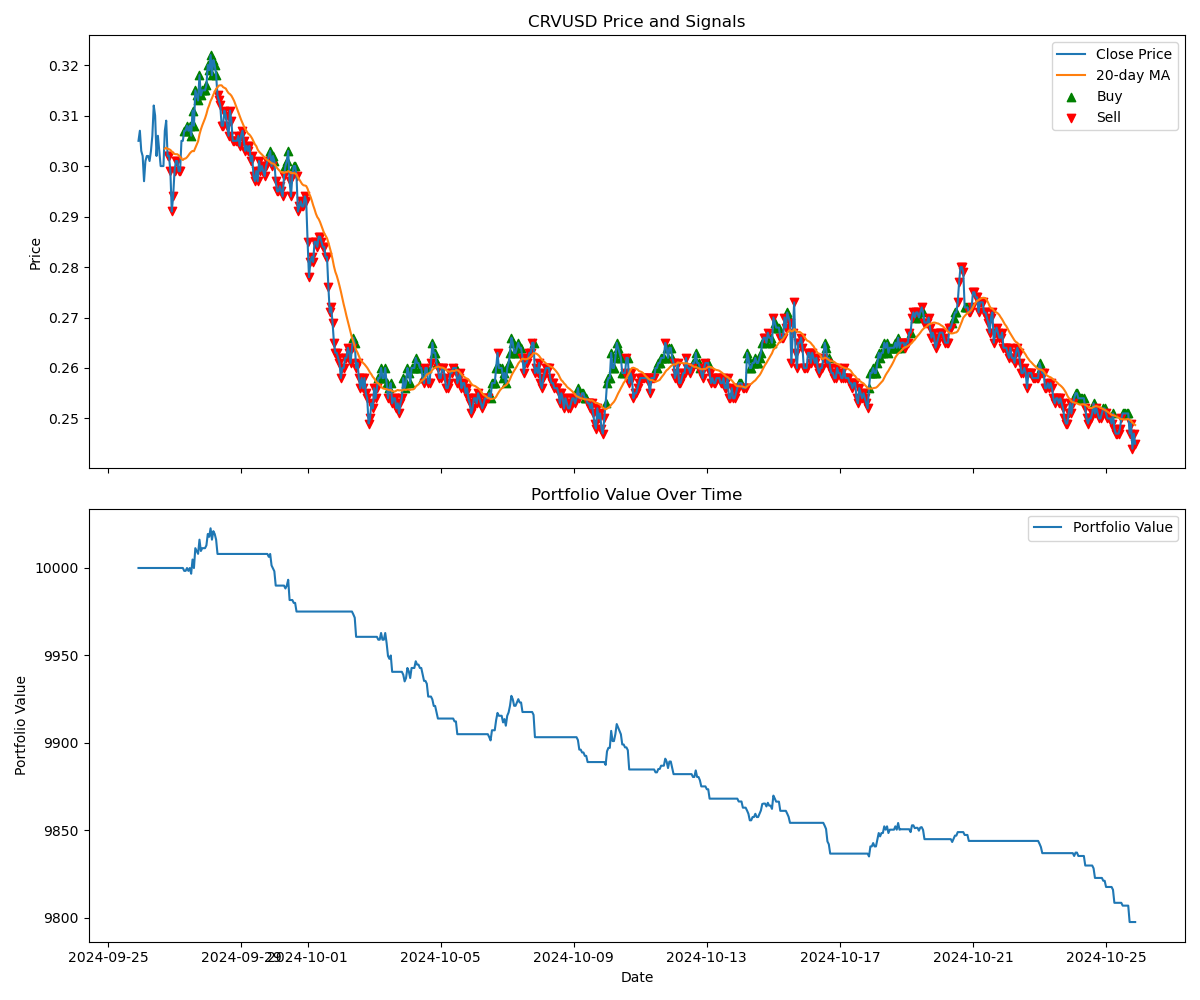 CRVUSD Price and Signals
Close Price
20-day MA
Buy
Sell
0.32
0.31
0.30
0.29
0.28
0.27
0.26
0.25
Price
Portfolio Value Over Time
Portfolio Value
10000
9950
9900
9850
9800
Portfolio Value
2024-09-25 2024-09-29 2024-10-01 2024-10-05 2024-10-09 2024-10-13 2024-10-17 2024-10-21 2024-10-25
Date